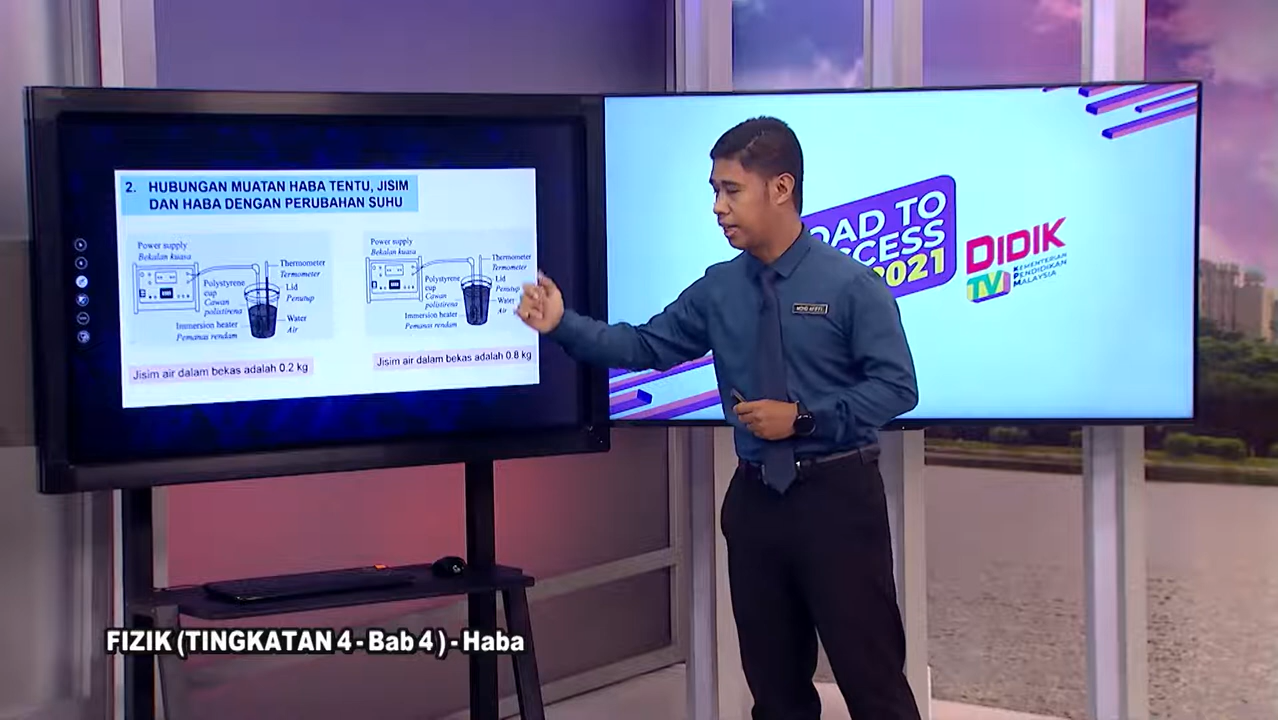 2. HUBUNGAN MUATAN HABA TENTU, JISIM
DAN HABA DENGAN PERUBAHAN SUHU
Power supply
Bekalan kuasa
Polystyrene
cup
Cawan
polistirena
Thermometer
Termometer
Lid
Penutup
Water
Air
Immersion heater
Pemanas rendam
Jisim air dalam bekas adalah 0.2 kg
Power supply
Bekalan kuasa
Polystyrene
cup
Cawan
polistirena
Thermometer
Termometer
Lid
Penutup
Water
Air
Immersion heater
Pemanas rendam
Jisim air dalam bekas adalah 0.8 kg
OAD TO
CCESS
2021
DIDIK
TV
KEMENTERIAN
PENDIDIKAN
MALAYSIA
FIZIK (TINGKATAN 4 - Bab 4 ) - Haba